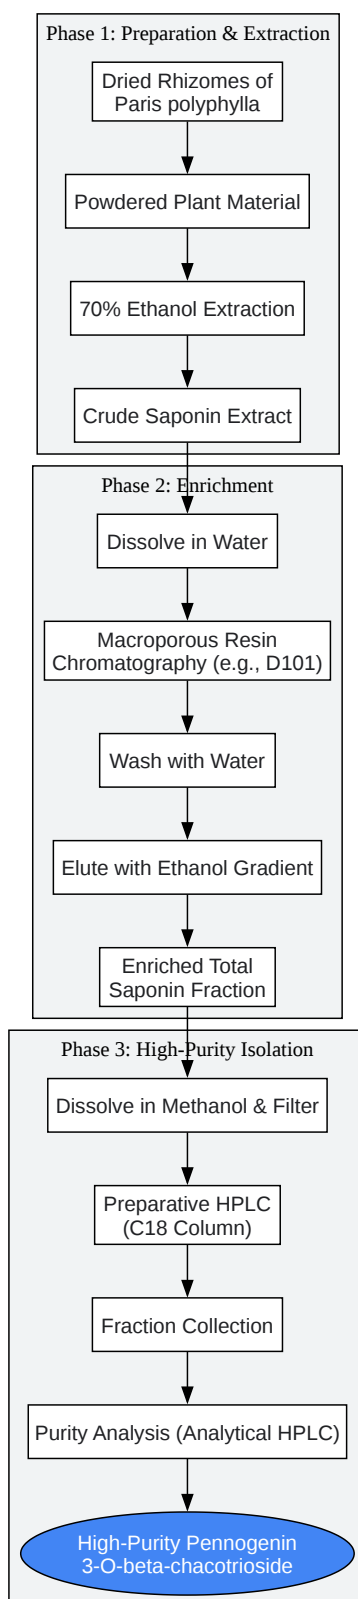 Phase 1: Preparation & Extraction
Dried Rhizomes of
Paris polyphylla
Powdered Plant Material
70% Ethanol Extraction
Crude Saponin Extract
Phase 2: Enrichment
Dissolve in Water
Macroporous Resin
Chromatography (e.g., D101)
Wash with Water
Elute with Ethanol Gradient
Enriched Total
Saponin Fraction
Phase 3: High-Purity Isolation
Dissolve in Methanol & Filter
Preparative HPLC
(C18 Column)
Fraction Collection
Purity Analysis (Analytical HPLC)
High-Purity Pennogenin
3-O-beta-chacotrioside